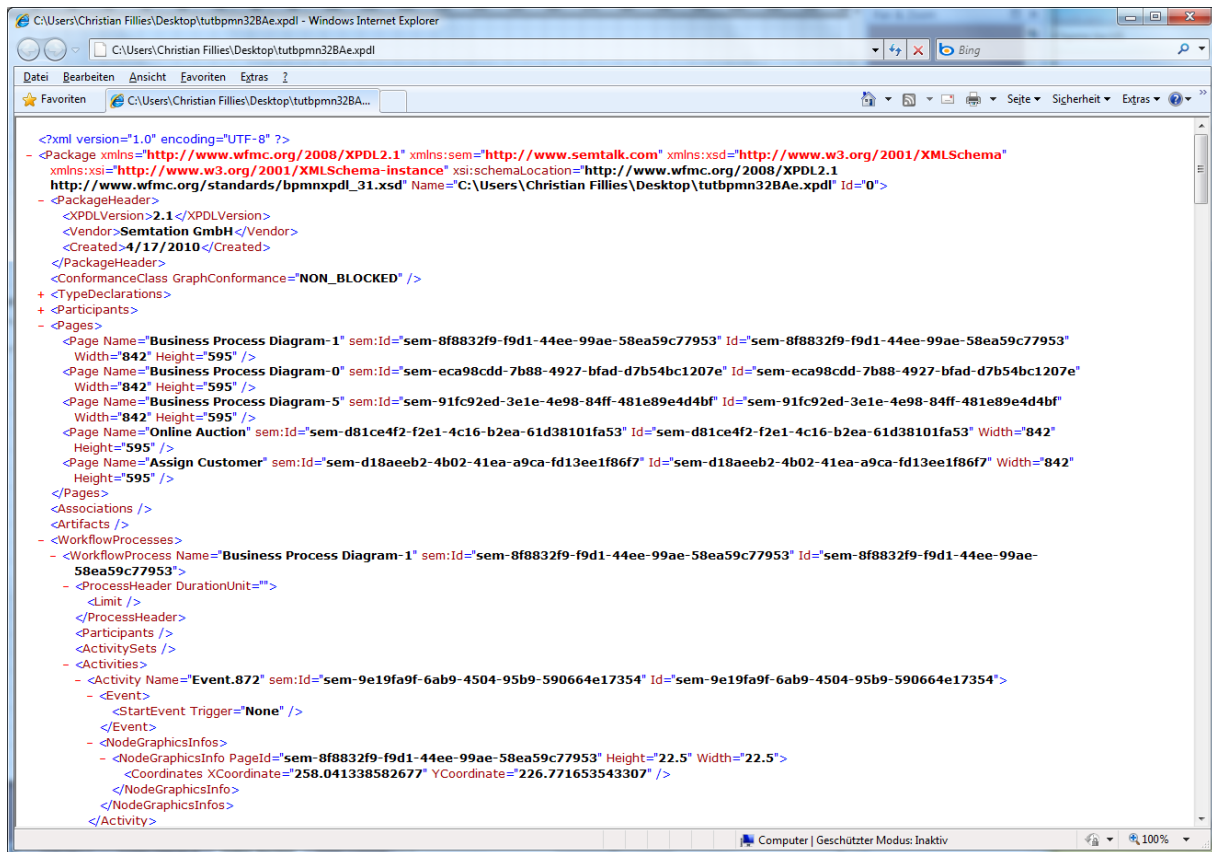 C:\Users\Christian Fillies\Desktop\tutbpmn32BAe.xpdl - Windows Internet Explorer
C:\Users\Christian Fillies\Desktop\tutbpmn32BAe.xpdl
Bing
Datei Bearbeiten Ansicht Favoriten Extras ?
Favoriten C:\Users\Christian Fillies\Desktop\tutbpmn32BA... Seite Sicherheit Extras
<?xml version="1.0" encoding="UTF-8" ?>
- <Package xmlns="http://www.wfmc.org/2008/XPDL2.1" xmlns:sem="http://www.semtalk.com" xmlns:xsd="http://www.w3.org/2001/XMLSchema"
xmlns:xsi="http://www.w3.org/2001/XMLSchema-instance" xsi:schemaLocation="http://www.wfmc.org/2008/XPDL2.1
http://www.wfmc.org/standards/bpmnxpdl_31.xsd" Name="C:\Users\Christian Fillies\Desktop\tutbpmn32BAe.xpdl" Id="0">
- <PackageHeader>
<XPDLVersion>2.1</XPDLVersion>
<Vendor>Semtation GmbH</Vendor>
<Created>4/17/2010</Created>
</PackageHeader>
<ConformanceClass GraphConformance="NON_BLOCKED" />
+ <TypeDeclarations>
+ <Participants>
- <Pages>
<Page Name="Business Process Diagram-1" sem:Id="sem-8f8832f9-f9d1-44ee-99ae-58ea59c77953" Id="sem-8f8832f9-f9d1-44ee-99ae-58ea59c77953"
Width="842" Height="595" />
<Page Name="Business Process Diagram-0" sem:Id="sem-eca98cdd-7b88-4927-bfad-d7b54bc1207e" Id="sem-eca98cdd-7b88-4927-bfad-d7b54bc1207e"
Width="842" Height="595" />
<Page Name="Business Process Diagram-5" sem:Id="sem-91fc92ed-3e1e-4e98-84ff-481e89e4d4bf" Id="sem-91fc92ed-3e1e-4e98-84ff-481e89e4d4bf"
Width="842" Height="595" />
<Page Name="Online Auction" sem:Id="sem-d81ce4f2-f2e1-4c16-b2ea-61d38101fa53" Id="sem-d81ce4f2-f2e1-4c16-b2ea-61d38101fa53" Width="842"
Height="595" />
<Page Name="Assign Customer" sem:Id="sem-d18aeeb2-4b02-41ea-a9ca-fd13ee1f86f7" Id="sem-d18aeeb2-4b02-41ea-a9ca-fd13ee1f86f7" Width="842"
Height="595" />
</Pages>
<Associations />
<Artifacts />
- <WorkflowProcesses>
- <WorkflowProcess Name="Business Process Diagram-1" sem:Id="sem-8f8832f9-f9d1-44ee-99ae-58ea59c77953" Id="sem-8f8832f9-f9d1-44ee-99ae-
58ea59c77953">
- <ProcessHeader DurationUnit="">
<Limit />
</ProcessHeader>
<Participants />
<ActivitySets />
- <Activities>
- <Activity Name="Event.872" sem:Id="sem-9e19fa9f-6ab9-4504-95b9-590664e17354" Id="sem-9e19fa9f-6ab9-4504-95b9-590664e17354">
- <Event>
<StartEvent Trigger="None" />
</Event>
- <NodeGraphicsInfos>
- <NodeGraphicsInfo PageId="sem-8f8832f9-f9d1-44ee-99ae-58ea59c77953" Height="22.5" Width="22.5">
<Coordinates XCoordinate="258.041338582677" YCoordinate="226.771653543307" />
</NodeGraphicsInfo>
</NodeGraphicsInfos>
</Activity>
Computer | Geschützter Modus: Inaktiv 100%